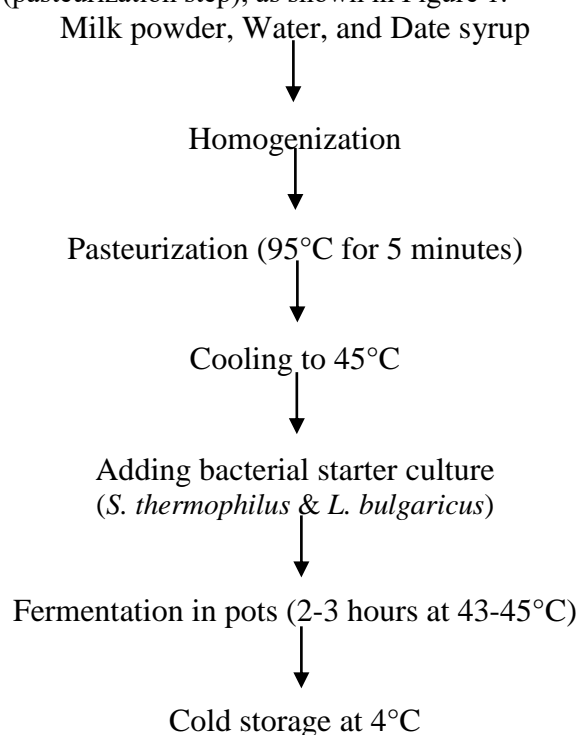 (pasteurization step), as shown in Figure 1.
Milk powder, Water, and Date syrup
Homogenization
Pasteurization (95°C for 5 minutes)
Cooling to 45°C
Adding bacterial starter culture
(S. thermophilus & L. bulgaricus)
Fermentation in pots (2-3 hours at 43-45°C)
Cold storage at 4°C